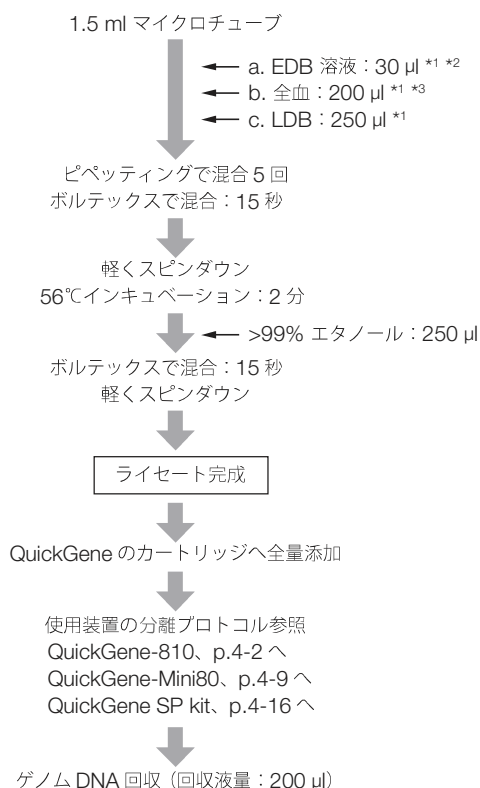 1.5 ml マイクロチューブ
a. EDB 溶液：30 µl *1 *2
b. 全血：200 µl *1 *3
c. LDB：250 µl *1
ピペッティングで混合 5 回
ボルテックスで混合：15 秒
軽くスピンダウン
56℃インキュベーション：2 分
>99% エタノール：250 µl
ボルテックスで混合：15 秒
軽くスピンダウン
ライセート完成
QuickGene のカートリッジへ全量添加
使用装置の分離プロトコル参照
QuickGene-810、p.4-2 へ
QuickGene-Mini80、p.4-9 へ
QuickGene SP kit、p.4-16 へ
ゲノム DNA 回収（回収液量：200 µl）